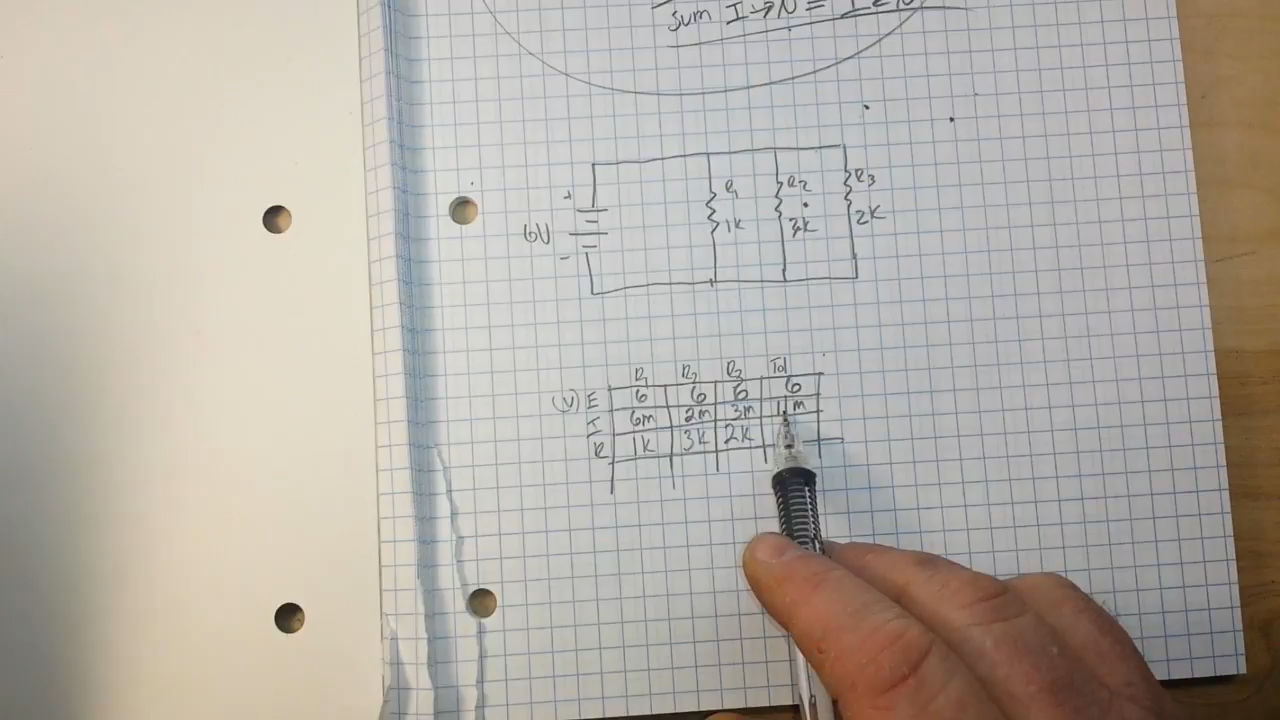 sum I→N =
+
6V
-
R1
1K
R2
3K
R3
2K
R1 R2 R3 Tot
(V) E 6 6 6 6
I 6m 2m 3m 11m
R 1K 3K 2K